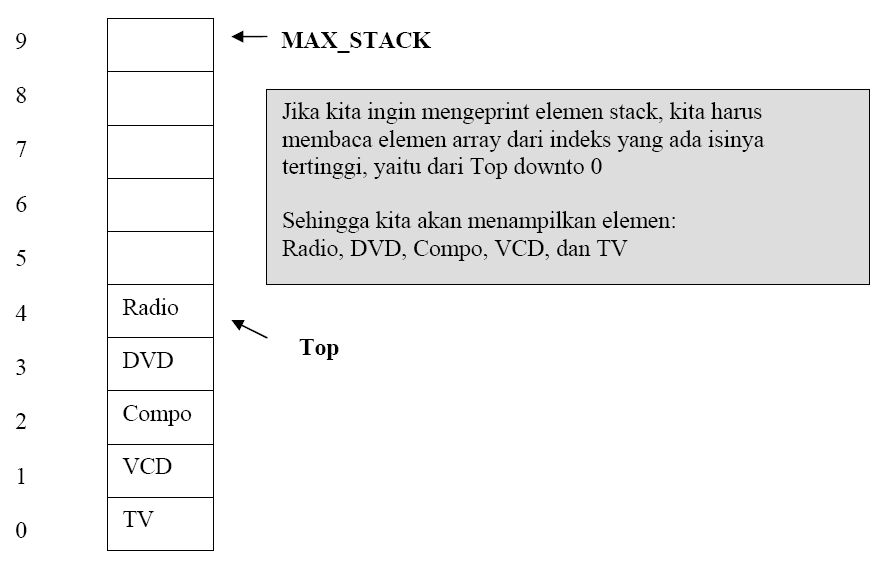 9
MAX_STACK
8
Jika kita ingin mengeprint elemen stack, kita harus
membaca elemen array dari indeks yang ada isinya
tertinggi, yaitu dari Top downto 0
Sehingga kita akan menampilkan elemen:
Radio, DVD, Compo, VCD, dan TV
7
6
5
4
Radio
Top
3
DVD
2
Compo
1
VCD
0
TV